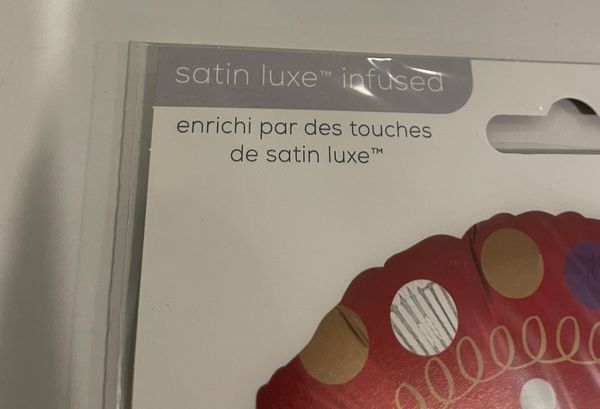 satin luxe™ infused
enrichi par des touches
de satin luxe™